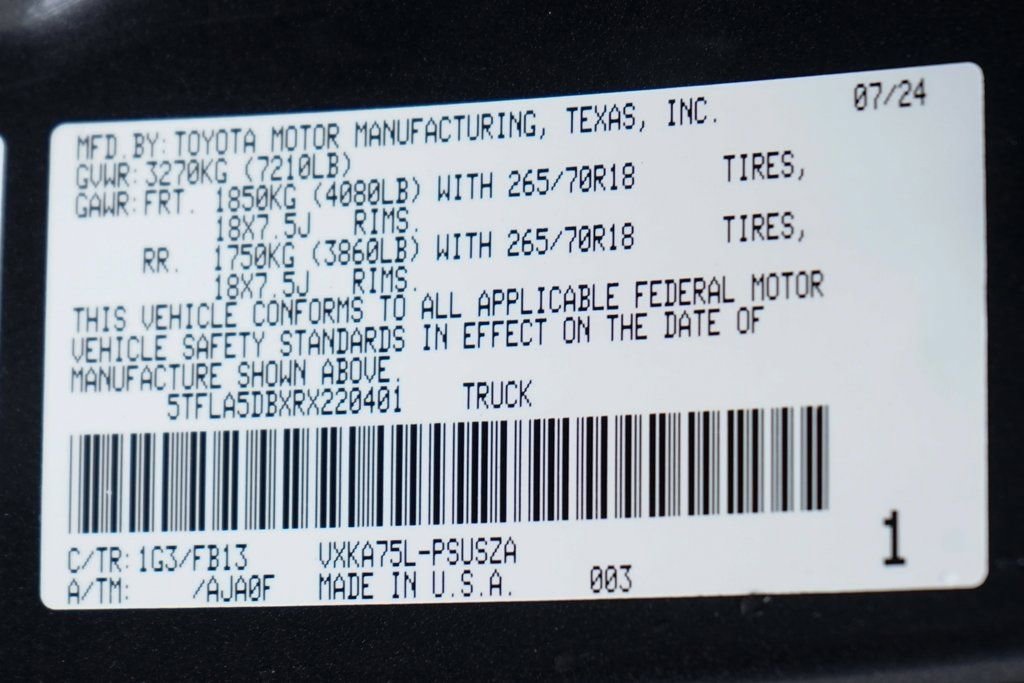 07/24
MFD.BY: TOYOTA MOTOR MANUFACTURING, TEXAS, INC.
GVWR: 3270KG (7210LB)
GAWR: FRT. 1850KG (4080LB) WITH 265/70R18 TIRES,
18X7.5J RIMS.
RR. 1750KG (3860LB) WITH 265/70R18 TIRES,
18X7.5J RIMS.
THIS VEHICLE CONFORMS TO ALL APPLICABLE FEDERAL MOTOR
VEHICLE SAFETY STANDARDS IN EFFECT ON THE DATE OF
MANUFACTURE SHOWN ABOVE.
5TFLA5DBXRX220401 TRUCK
C/TR: 1G3/FB13 VXKA75L-PSUSZA
A/TM: /AJA0F MADE IN U.S.A. 003
1